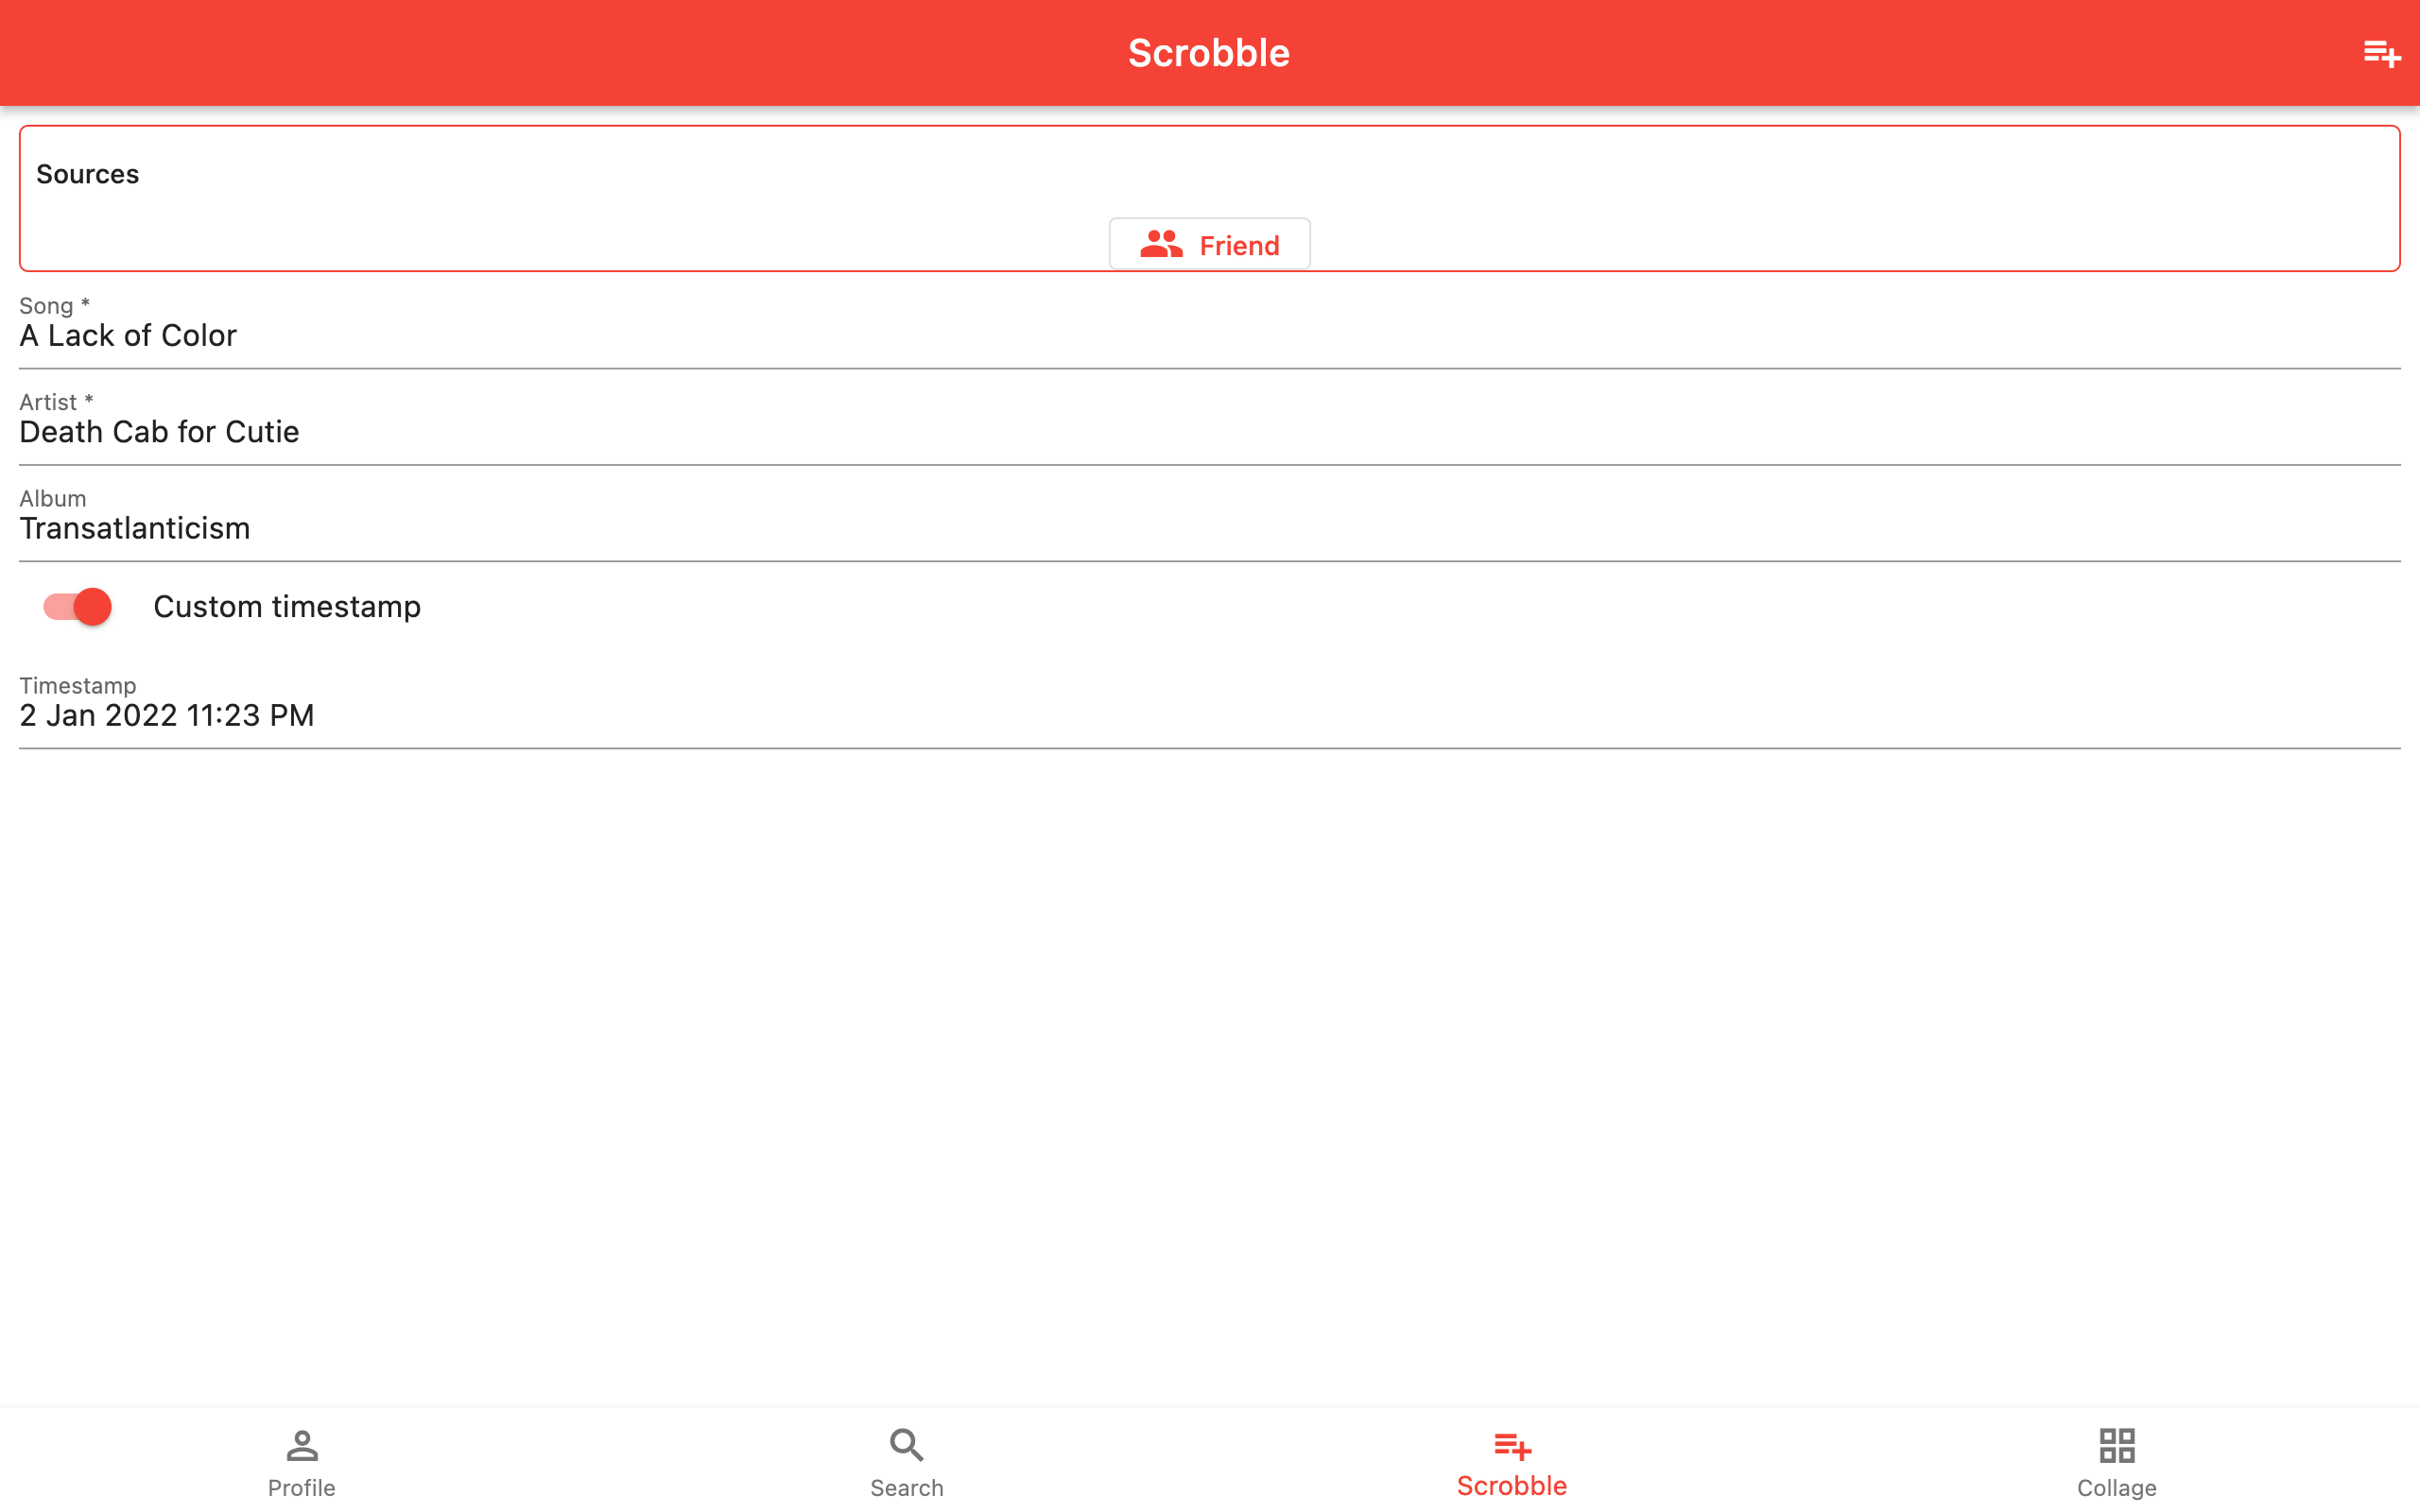 Scrobble
Sources
Friend
Song *
A Lack of Color
Artist *
Death Cab for Cutie
Album
Transatlanticism
Custom timestamp
Timestamp
2 Jan 2022 11:23 PM
Profile
Search
Scrobble
Collage